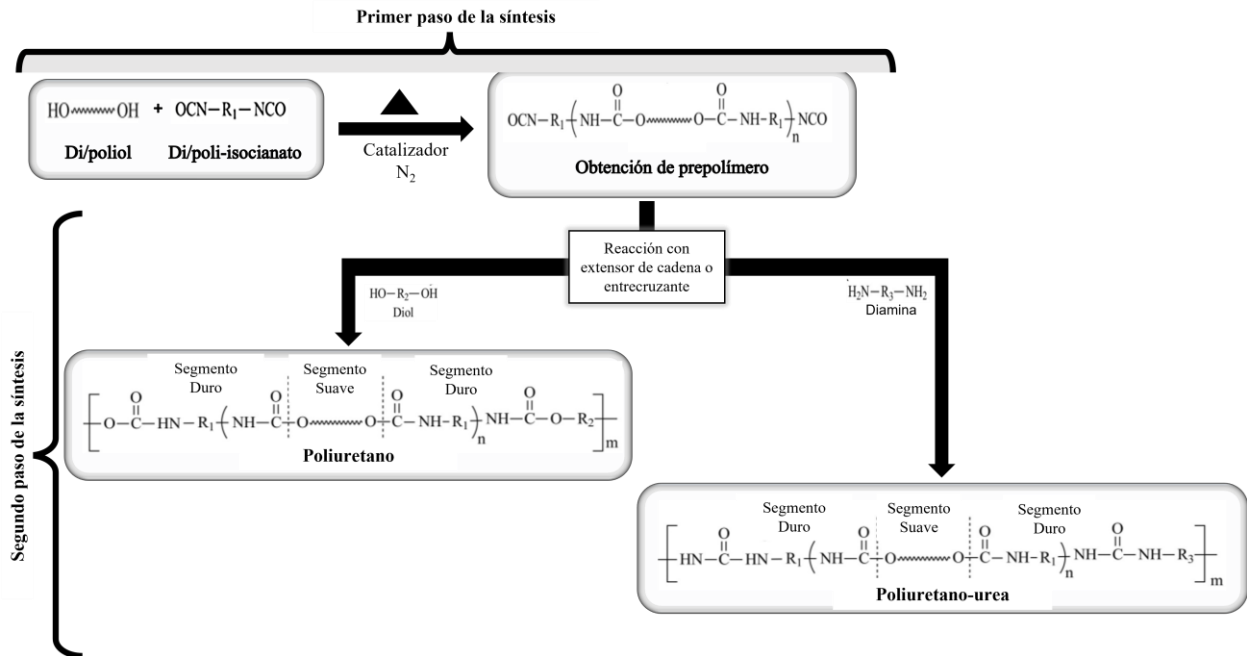 Primer paso de la síntesis
HO OH + OCN–R₁–NCO
Di/poliol Di/poli-isocianato
Catalizador
N₂
O O
OCN–R₁–(NH–C–O O–C–NH–R₁)ₙ–NCO
Obtención de prepolímero
Reacción con
extensor de cadena o
entrecruzante
HO–R₂–OH
Diol
H₂N–R₃–NH₂
Diamina
Segundo paso de la síntesis
Segmento Segmento Segmento
Duro Suave Duro
O O O O
[–O–C–HN–R₁–(NH–C–O O–C–NH–R₁)ₙ–NH–C–O–R₂–]ₘ
Poliuretano
Segmento Segmento Segmento
Duro Suave Duro
O O O O
[–HN–C–HN–R₁–(NH–C–O O–C–NH–R₁)ₙ–NH–C–NH–R₃–]ₘ
Poliuretano-urea